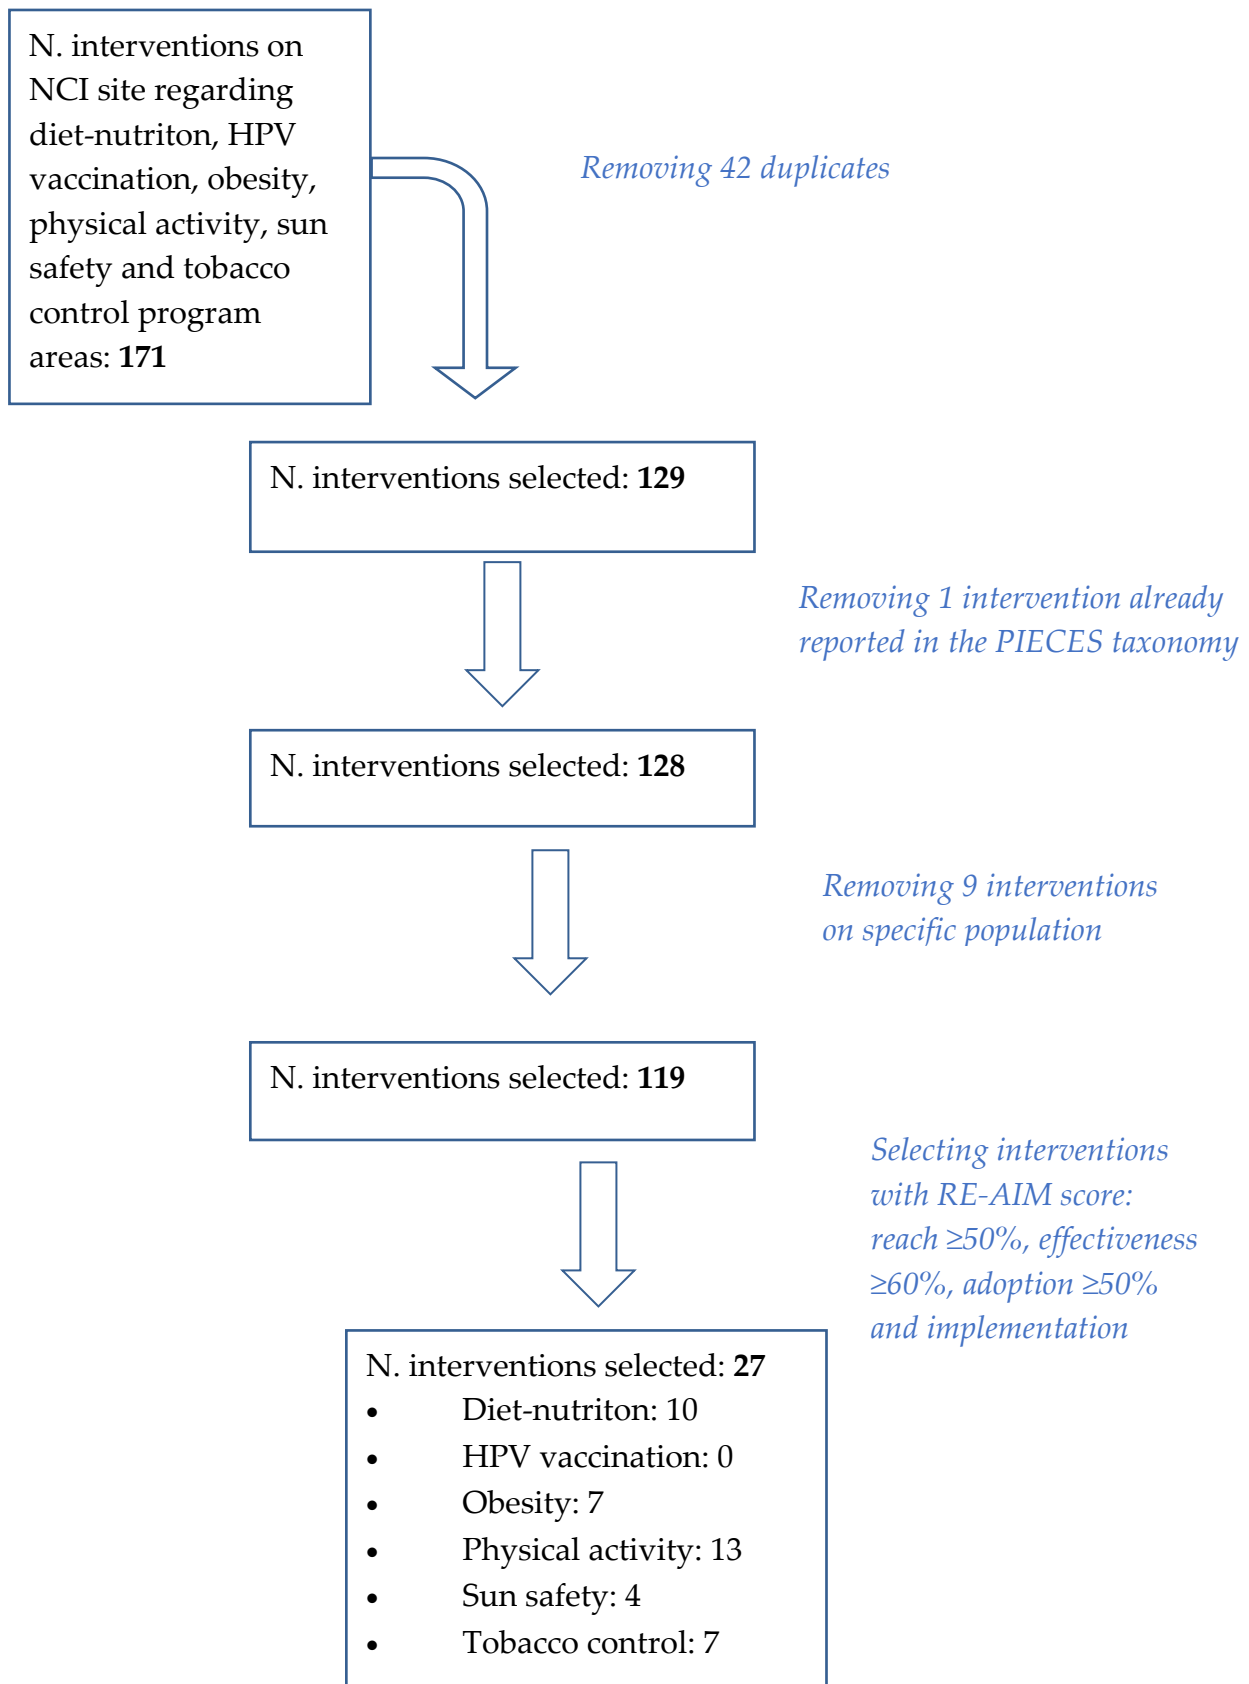 N. interventions on
NCI site regarding
diet-nutriton, HPV
vaccination, obesity,
physical activity, sun
safety and tobacco
control program
areas: 171
Removing 42 duplicates
N. interventions selected: 129
Removing 1 intervention already
reported in the PIECES taxonomy
N. interventions selected: 128
Removing 9 interventions
on specific population
N. interventions selected: 119
Selecting interventions
with RE-AIM score:
reach ≥50%, effectiveness
≥60%, adoption ≥50%
and implementation
N. interventions selected: 27
• Diet-nutriton: 10
• HPV vaccination: 0
• Obesity: 7
• Physical activity: 13
• Sun safety: 4
• Tobacco control: 7